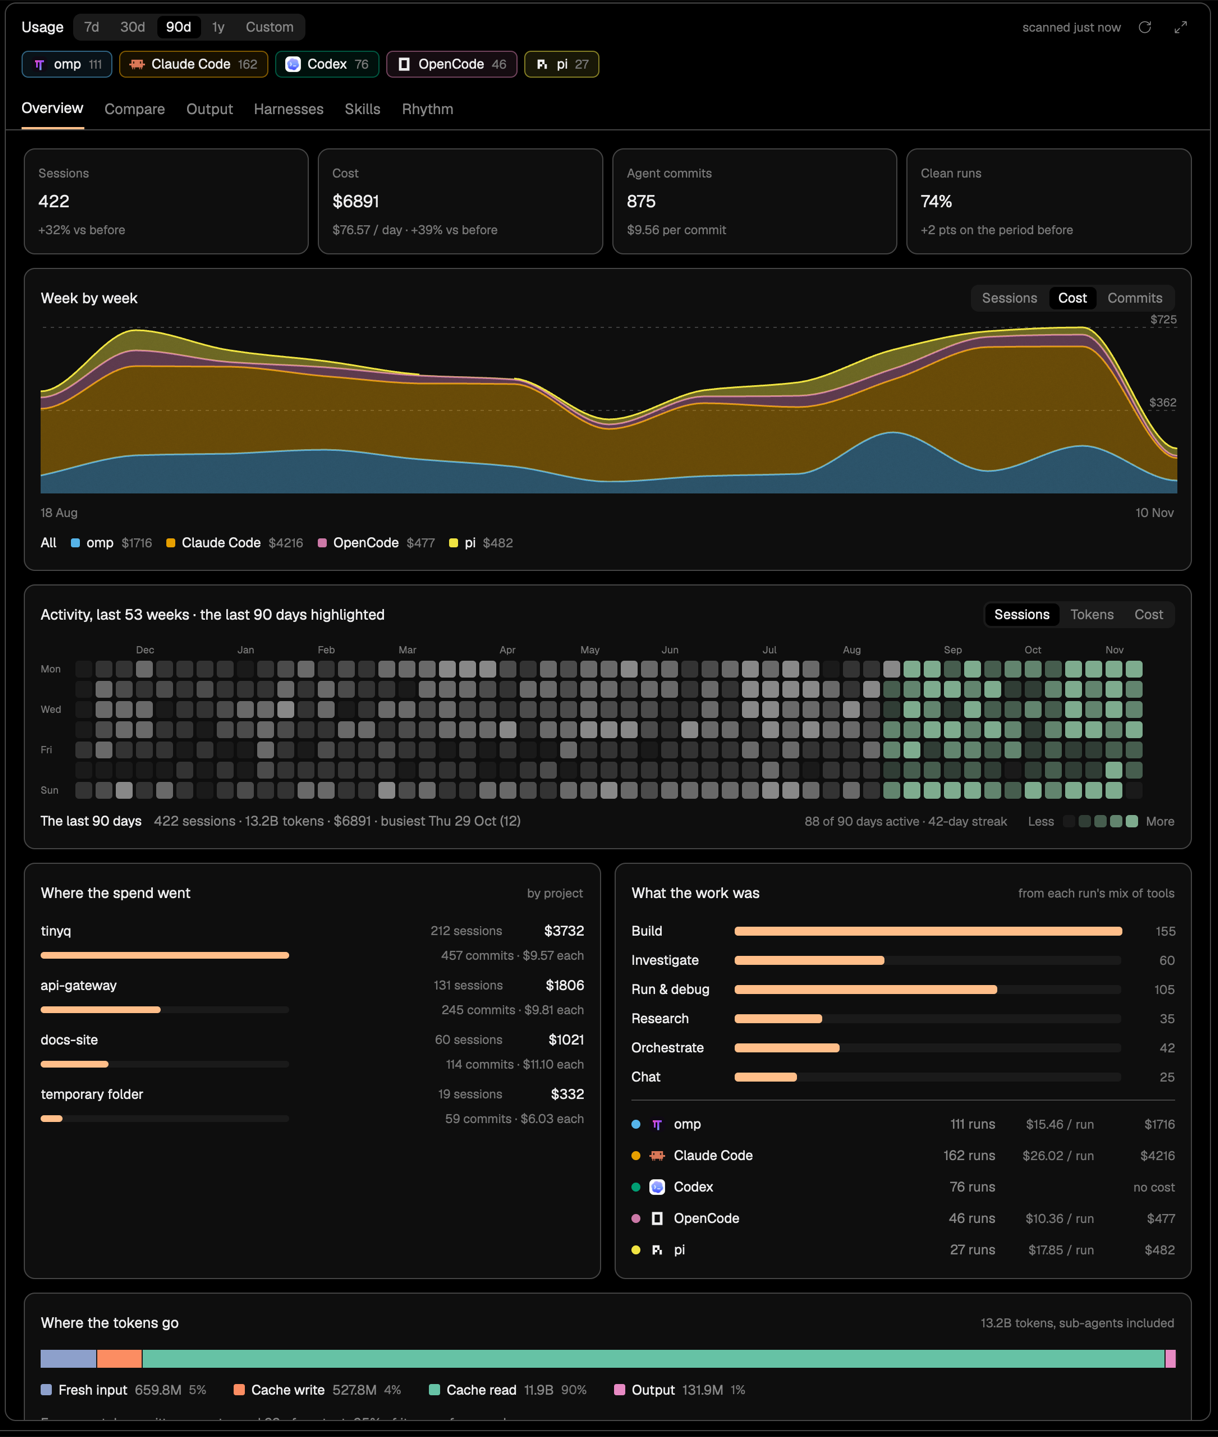 Usage 7d 30d 90d 1y Custom scanned just now
omp 111 Claude Code 162 Codex 76 OpenCode 46 pi 27
Overview Compare Output Harnesses Skills Rhythm
Sessions
422
+32% vs before
Cost
$6891
$76.57 / day · +39% vs before
Agent commits
875
$9.56 per commit
Clean runs
74%
+2 pts on the period before
Week by week Sessions Cost Commits
$725
$362
18 Aug 10 Nov
All omp $1716 Claude Code $4216 OpenCode $477 pi $482
Activity, last 53 weeks · the last 90 days highlighted Sessions Tokens Cost
Dec Jan Feb Mar Apr May Jun Jul Aug Sep Oct Nov
Mon
Wed
Fri
Sun
The last 90 days 422 sessions · 13.2B tokens · $6891 · busiest Thu 29 Oct (12) 88 of 90 days active · 42-day streak Less More
Where the spend went by project
tinyq 212 sessions $3732
457 commits · $9.57 each
api-gateway 131 sessions $1806
245 commits · $9.81 each
docs-site 60 sessions $1021
114 commits · $11.10 each
temporary folder 19 sessions $332
59 commits · $6.03 each
What the work was from each run's mix of tools
Build 155
Investigate 60
Run & debug 105
Research 35
Orchestrate 42
Chat 25
omp 111 runs $15.46 / run $1716
Claude Code 162 runs $26.02 / run $4216
Codex 76 runs no cost
OpenCode 46 runs $10.36 / run $477
pi 27 runs $17.85 / run $482
Where the tokens go 13.2B tokens, sub-agents included
Fresh input 659.8M 5% Cache write 527.8M 4% Cache read 11.9B 90% Output 131.9M 1%